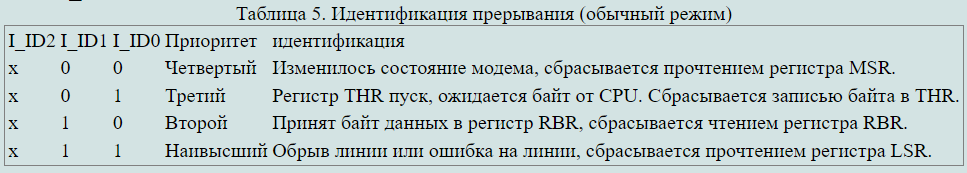 Таблица 5. Идентификация прерывания (обычный режим)
I_ID2 I_ID1 I_ID0 Приоритет идентификация
x 0 0 Четвертый Изменилось состояние модема, сбрасывается прочтением регистра MSR.
x 0 1 Третий Регистр THR пуск, ожидается байт от CPU. Сбрасывается записью байта в THR.
x 1 0 Второй Принят байт данных в регистр RBR, сбрасывается чтением регистра RBR.
x 1 1 Наивысший Обрыв линии или ошибка на линии, сбрасывается прочтением регистра LSR.